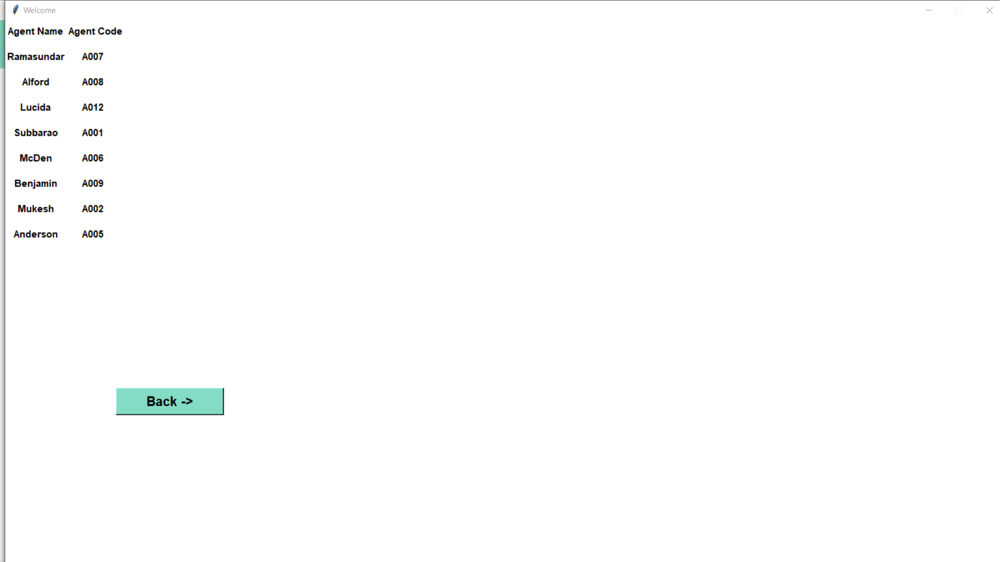 Welcome
Agent Name Agent Code
Ramasundar A007
Alford A008
Lucida A012
Subbarao A001
McDen A006
Benjamin A009
Mukesh A002
Anderson A005
Back ->